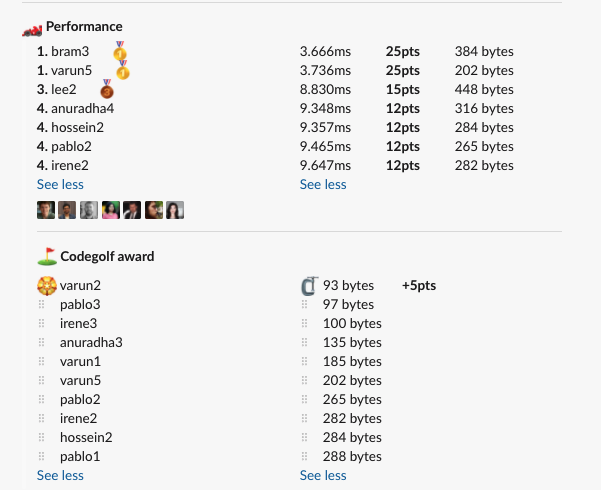 Performance
1. bram3 3.666ms 25pts 384 bytes
1. varun5 3.736ms 25pts 202 bytes
3. lee2 8.830ms 15pts 448 bytes
4. anuradha4 9.348ms 12pts 316 bytes
4. hossein2 9.357ms 12pts 284 bytes
4. pablo2 9.465ms 12pts 265 bytes
4. irene2 9.647ms 12pts 282 bytes
See less See less
Codegolf award
varun2 93 bytes +5pts
pablo3 97 bytes
irene3 100 bytes
anuradha3 135 bytes
varun1 185 bytes
varun5 202 bytes
pablo2 265 bytes
irene2 282 bytes
hossein2 284 bytes
pablo1 288 bytes
See less See less